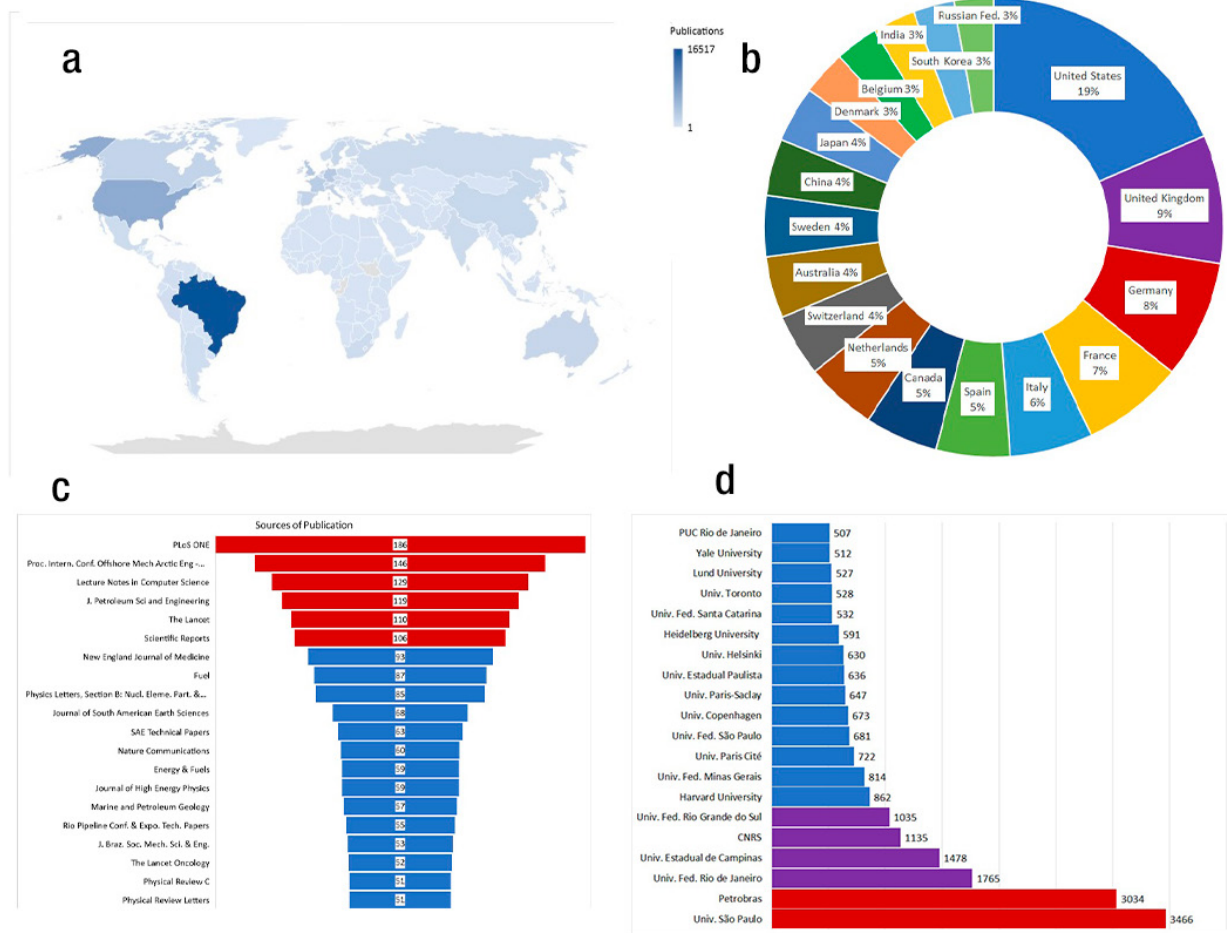 a
Publications
16517
1
b
Russian Fed. 3%
India 3%
South Korea 3%
Belgium 3%
Denmark 3%
Japan 4%
China 4%
Sweden 4%
Australia 4%
Switzerland 4%
Netherlands
5%
Canada
5%
Spain
5%
Italy
6%
France
7%
Germany
8%
United Kingdom
9%
United States
19%
c
Sources of Publication
PLoS ONE 186
Proc. Intern. Conf. Offshore Mech Arctic Eng -... 146
Lecture Notes in Computer Science 129
J. Petroleum Sci and Engineering 119
The Lancet 110
Scientific Reports 106
New England Journal of Medicine 93
Fuel 87
Physics Letters, Section B: Nucl. Eleme. Part. &... 85
Journal of South American Earth Sciences 68
SAE Technical Papers 63
Nature Communications 60
Energy & Fuels 59
Journal of High Energy Physics 59
Marine and Petroleum Geology 57
Rio Pipeline Conf. & Expo. Tech. Papers 55
J. Braz. Soc. Mech. Sci. & Eng. 53
The Lancet Oncology 52
Physical Review C 51
Physical Review Letters 51
d
PUC Rio de Janeiro 507
Yale University 512
Lund University 527
Univ. Toronto 528
Univ. Fed. Santa Catarina 532
Heidelberg University 591
Univ. Helsinki 630
Univ. Estadual Paulista 636
Univ. Paris-Saclay 647
Univ. Copenhagen 673
Univ. Fed. São Paulo 681
Univ. Paris Cité 722
Univ. Fed. Minas Gerais 814
Harvard University 862
Univ. Fed. Rio Grande do Sul 1035
CNRS 1135
Univ. Estadual de Campinas 1478
Univ. Fed. Rio de Janeiro 1765
Petrobras 3034
Univ. São Paulo 3466